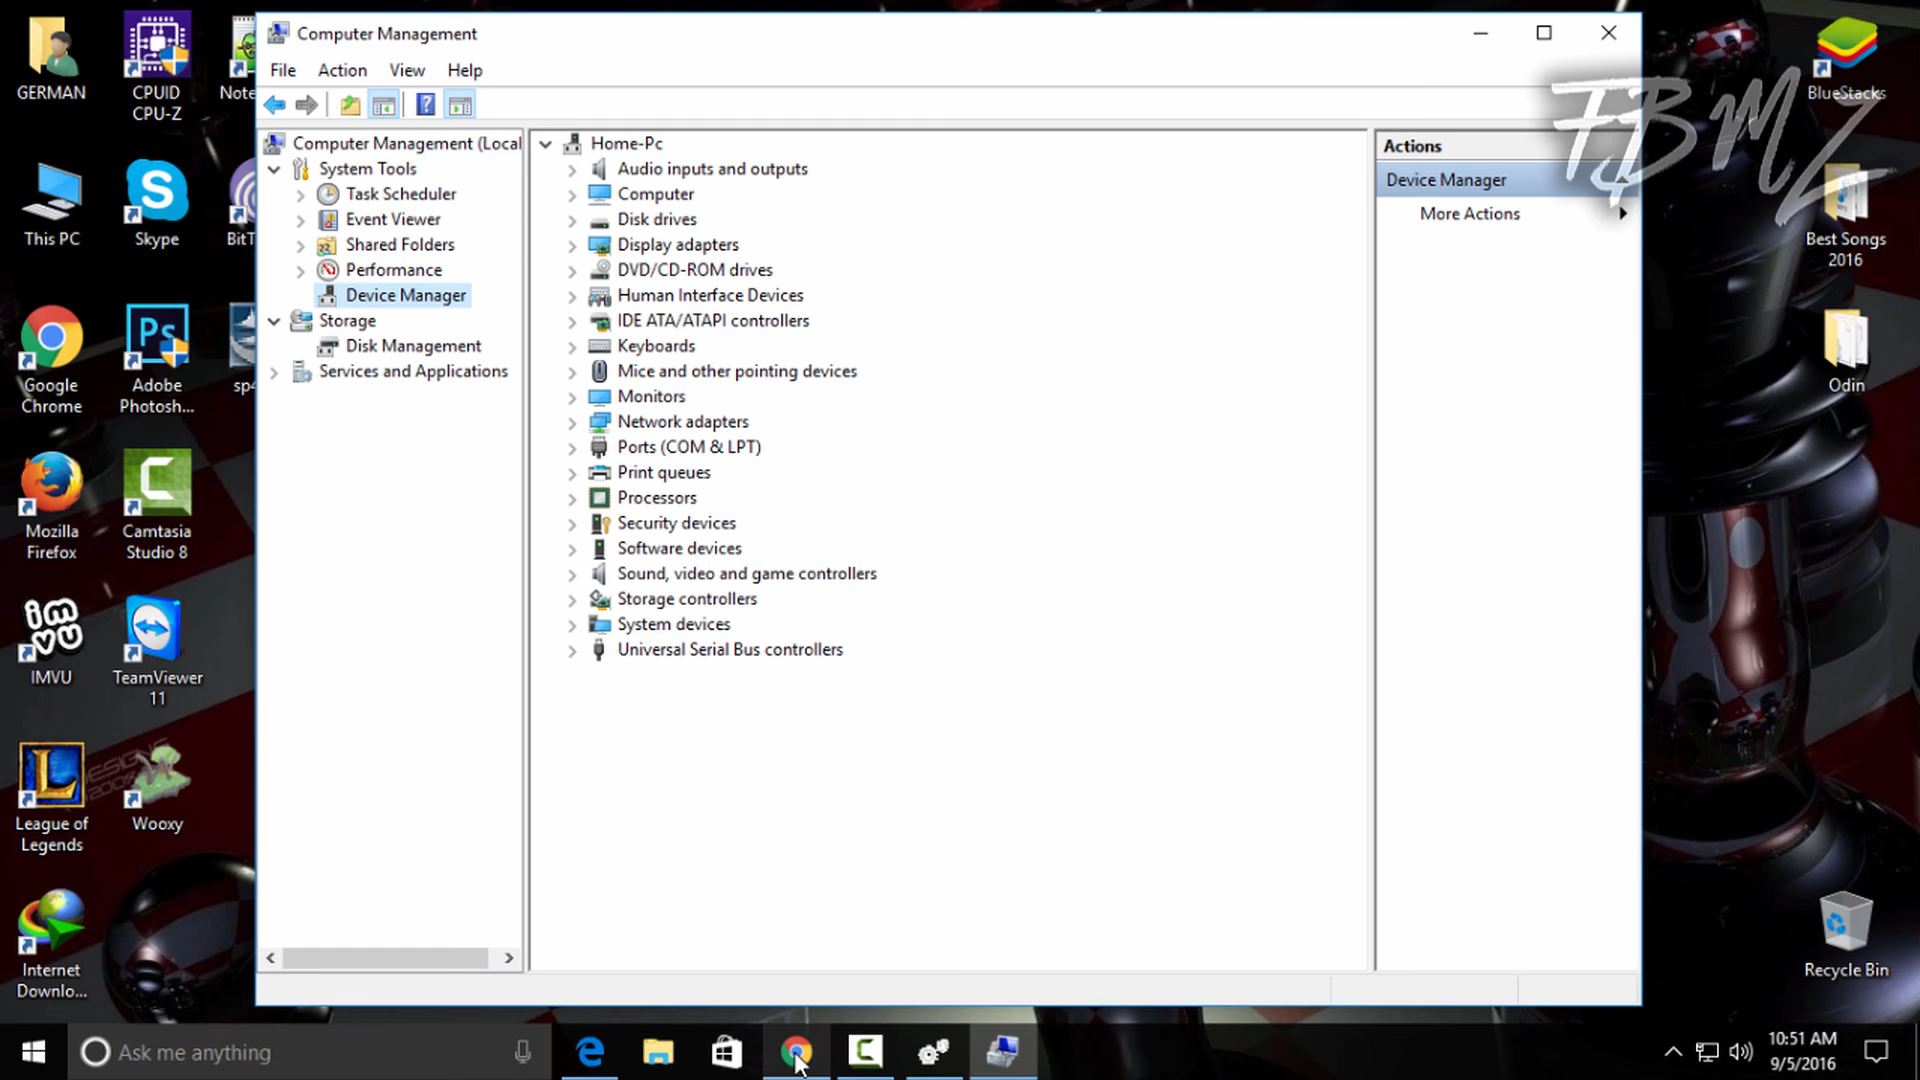 GERMAN
CPUID
CPU-Z
Note
This PC
Skype
BitT
Google
Chrome
Adobe
Photosh...
sp4
Mozilla
Firefox
Camtasia
Studio 8
IMVU
TeamViewer
11
League of
Legends
Wooxy
Internet
Downlo...
Computer Management
File Action View Help
Computer Management (Local
System Tools
Task Scheduler
Event Viewer
Shared Folders
Performance
Device Manager
Storage
Disk Management
Services and Applications
Home-Pc
Audio inputs and outputs
Computer
Disk drives
Display adapters
DVD/CD-ROM drives
Human Interface Devices
IDE ATA/ATAPI controllers
Keyboards
Mice and other pointing devices
Monitors
Network adapters
Ports (COM & LPT)
Print queues
Processors
Security devices
Software devices
Sound, video and game controllers
Storage controllers
System devices
Universal Serial Bus controllers
Actions
Device Manager
More Actions
BlueStacks
Best Songs
2016
Odin
Recycle Bin
Ask me anything
10:51 AM
9/5/2016